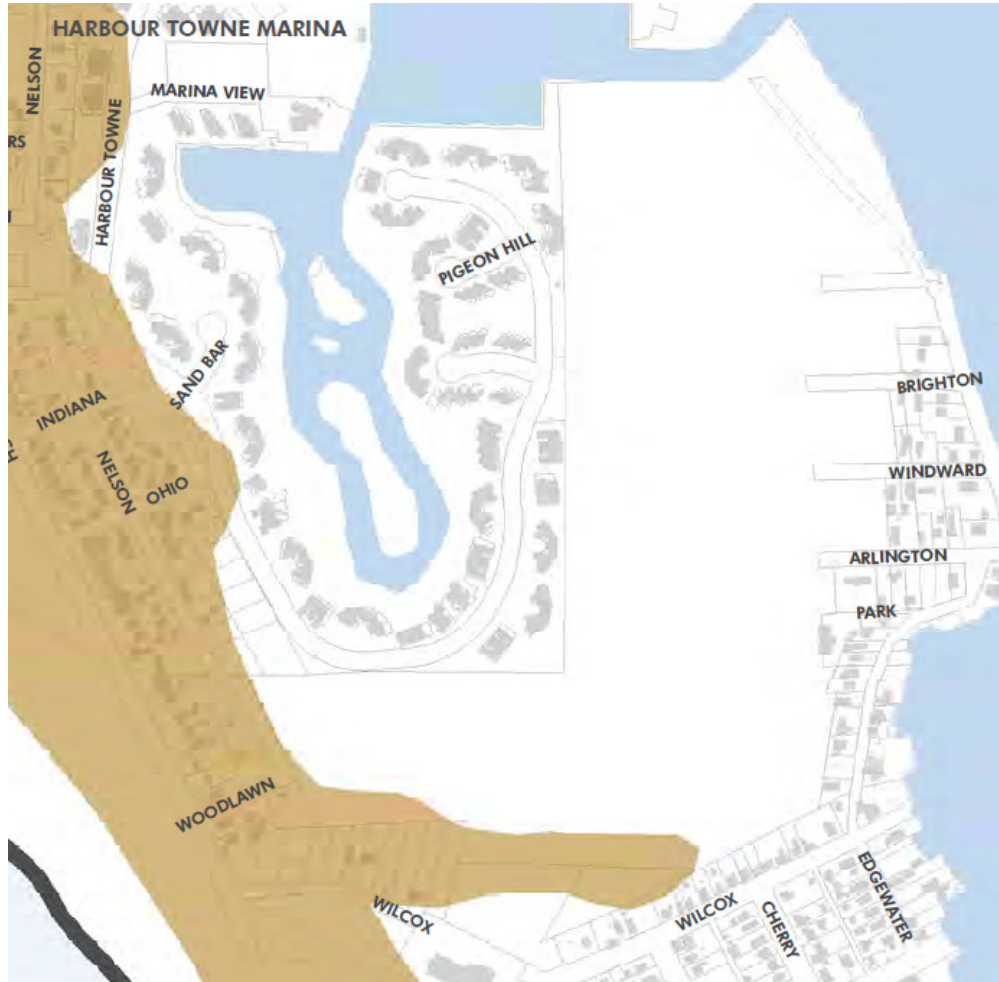 HARBOUR TOWNE MARINA
NELSON
MARINA VIEW
RS
HARBOUR TOWNE
PIGEON HILL
SAND BAR
BRIGHTON
INDIANA
WINDWARD
NELSON
OHIO
ARLINGTON
PARK
WOODLAWN
WILCOX
WILCOX
CHERRY
EDGEWATER